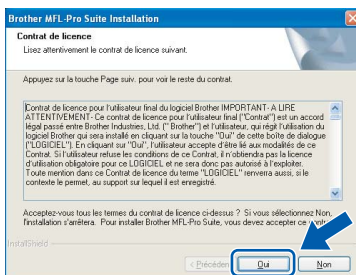 Brother MFL-Pro Suite Installation
Contrat de licence
Lisez attentivement le contrat de licence suivant.
Appuyez sur la touche Page suiv. pour voir le reste du contrat.
Contrat de licence pour l'utilisateur final du logiciel Brother IMPORTANT- A LIRE
ATTENTIVEMENT- Ce contrat de licence pour l'utilisateur final ("Contrat") est un accord
légal passé entre Brother Industries, Ltd. (" Brother") et l'utilisateur, qui régit l'utilisation du
logiciel Brother qui sera installé en cliquant sur la touche "Oui" de cette boîte de dialogue
("LOGICIEL"). En cliquant sur "Oui", l'utilisateur accepte d'être lié aux modalités de ce
Contrat. Si l'utilisateur refuse les conditions de ce Contrat, il n'obtiendra pas la licence
d'utilisation obligatoire pour ce LOGICIEL et ne sera donc pas autorisé à l'exploiter.
Toute mention dans ce Contrat de licence du terme "LOGICIEL" renverra aussi, si le
contexte le permet, au support sur lequel il est enregistré.
Acceptez-vous tous les termes du contrat de licence ci-dessus ? Si vous sélectionnez Non,
l'installation s'arrêtera. Pour installer Brother MFL-Pro Suite, vous devez accepter ce
InstallShield
< Précéden Oui Non